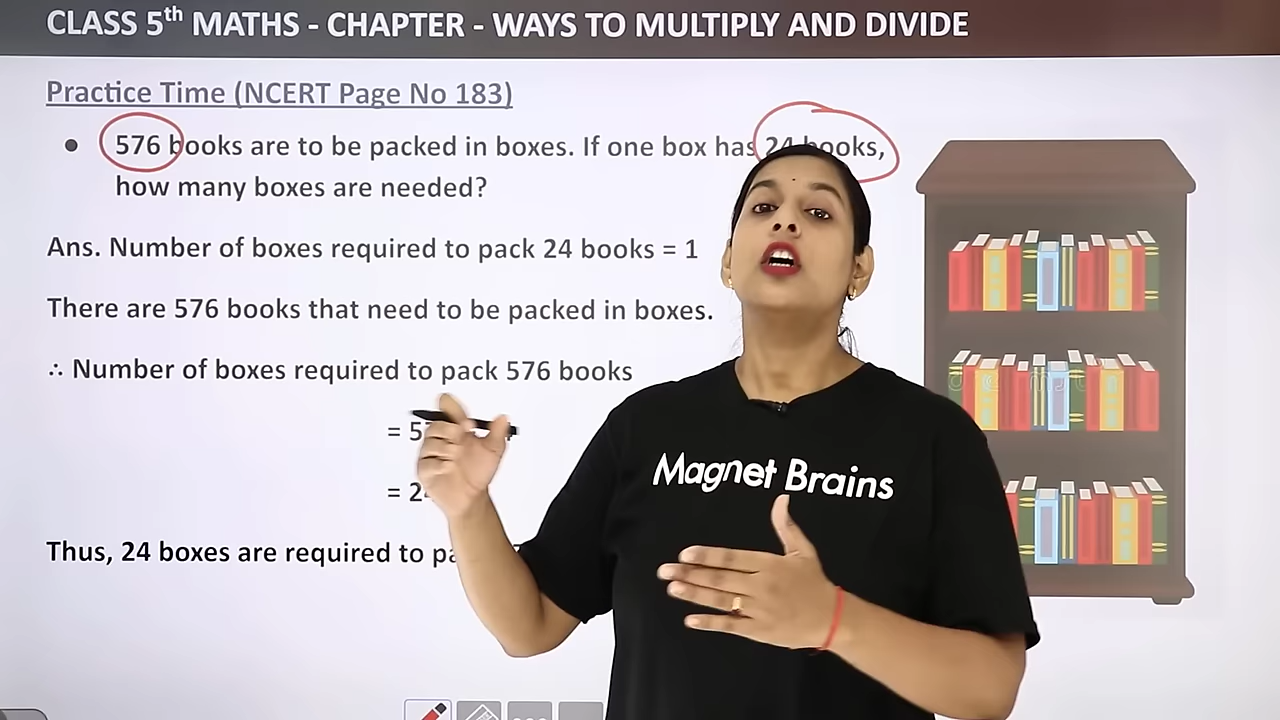 CLASS 5th MATHS - CHAPTER - WAYS TO MULTIPLY AND DIVIDE
Practice Time (NCERT Page No 183)
• 576 books are to be packed in boxes. If one box has 24 books,
how many boxes are needed?
Ans. Number of boxes required to pack 24 books = 1
There are 576 books that need to be packed in boxes.
∴ Number of boxes required to pack 576 books
= 5
= 2
Thus, 24 boxes are required to
Magnet Brains